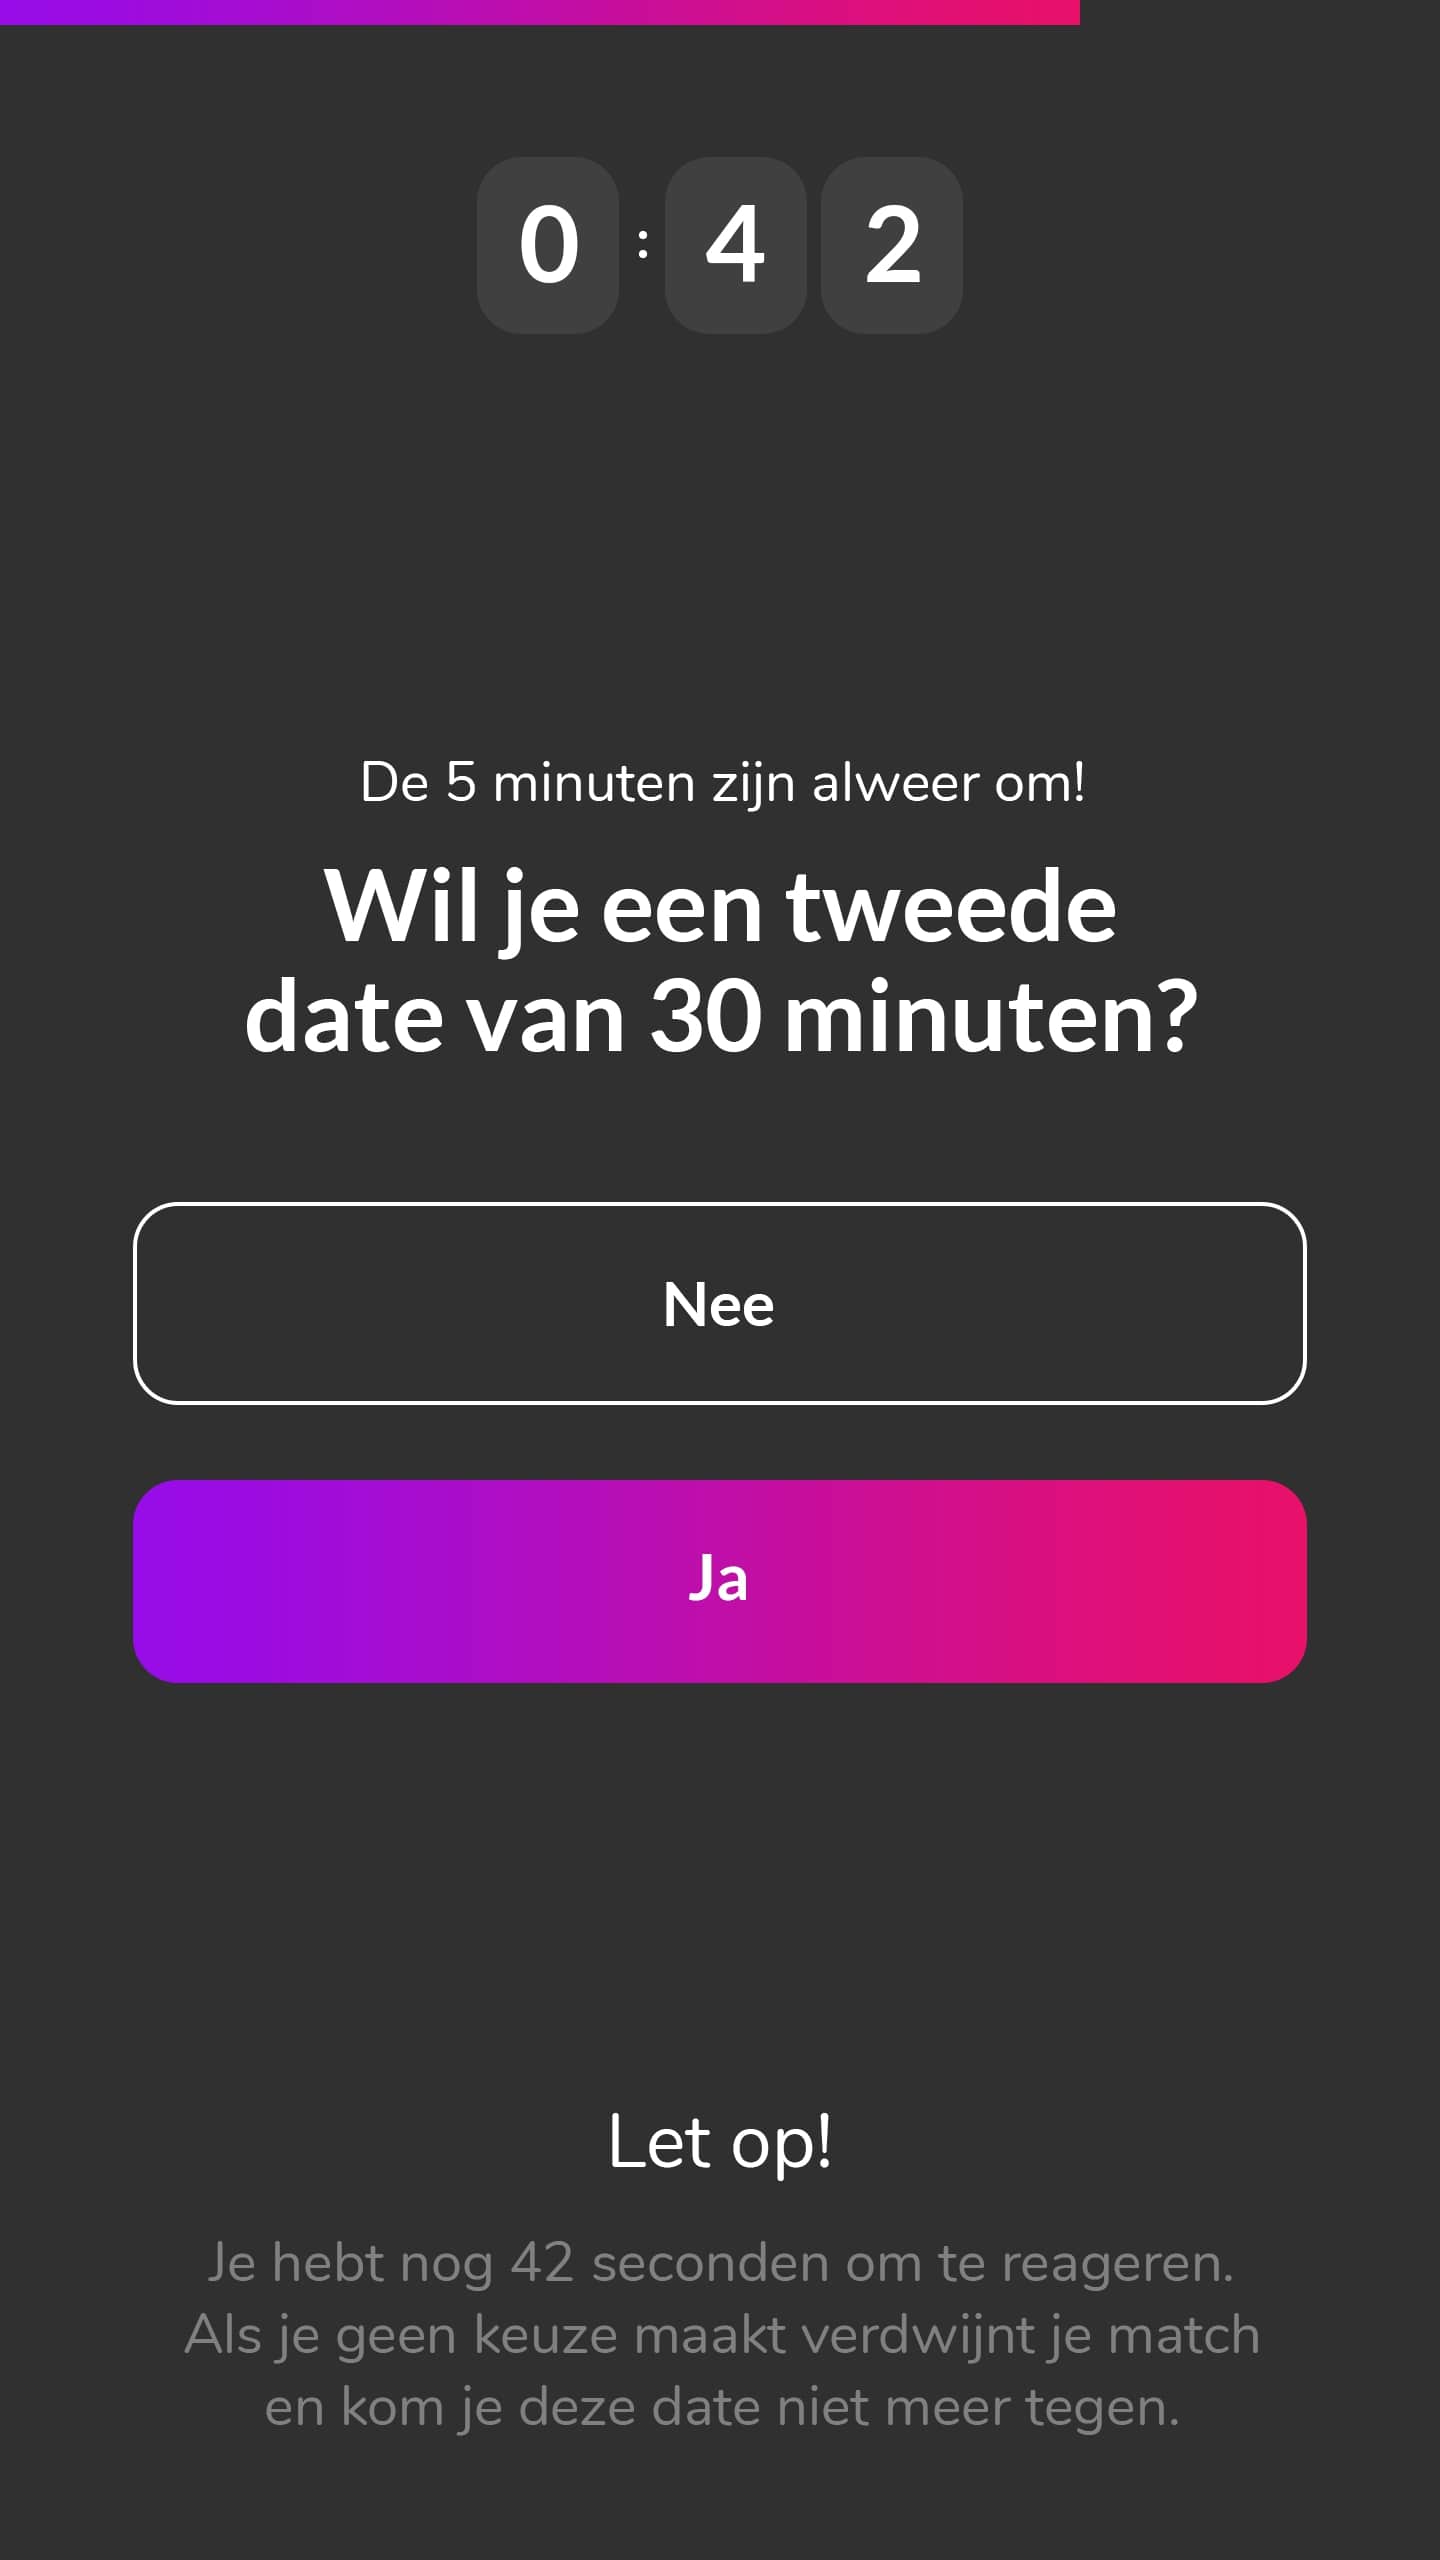 0:42
De 5 minuten zijn alweer om!
Wil je een tweede
date van 30 minuten?
Nee
Ja
Let op!
Je hebt nog 42 seconden om te reageren.
Als je geen keuze maakt verdwijnt je match
en kom je deze date niet meer tegen.